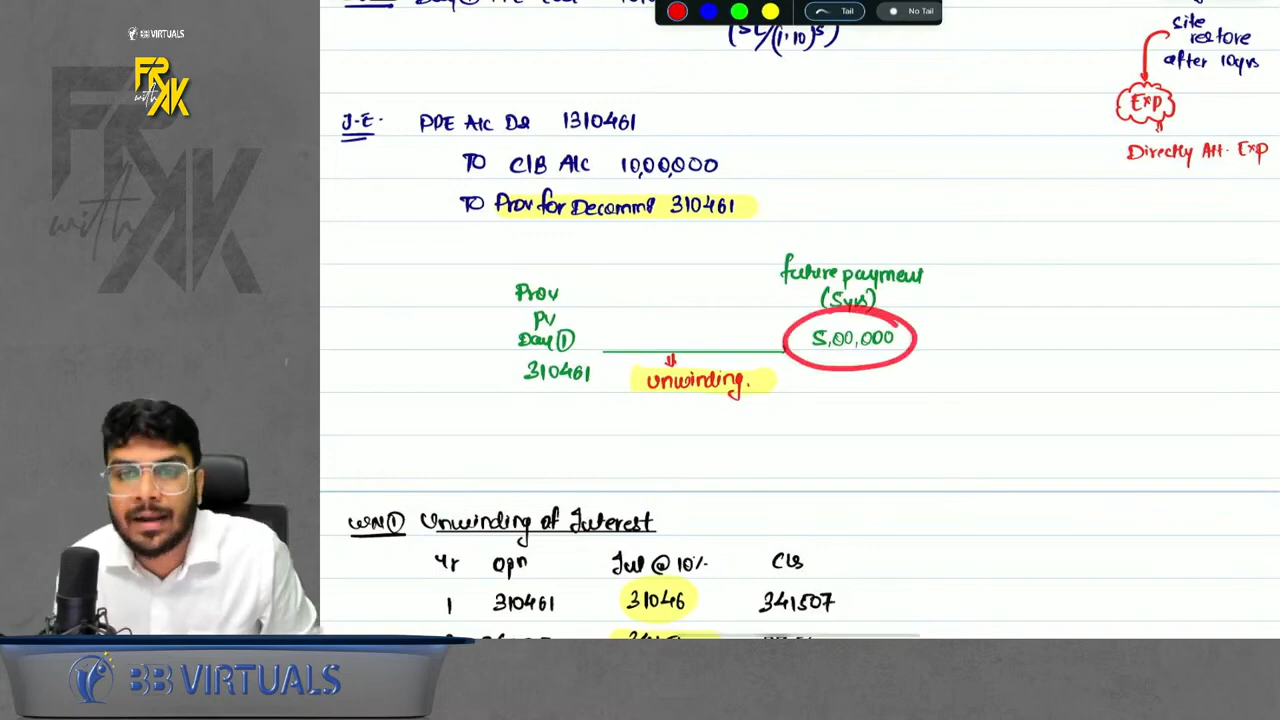 Tail
No Tail
(5L/(1.10)^5)
Site
restore
after 10yrs
Exp
Directly Att. Exp
BB VIRTUALS
FR
with
AK
J.E. PPE A/c Dr 1310461
TO C/B A/c 10,00,000
TO Prov for Decomm 310461
future payment
(5yrs)
5,00,000
Prov
PV
Day ①
310461
unwinding.
WN① Unwinding of Interest
Yr Opn Int @ 10% Cls
1 310461 31046 341507
BB VIRTUALS